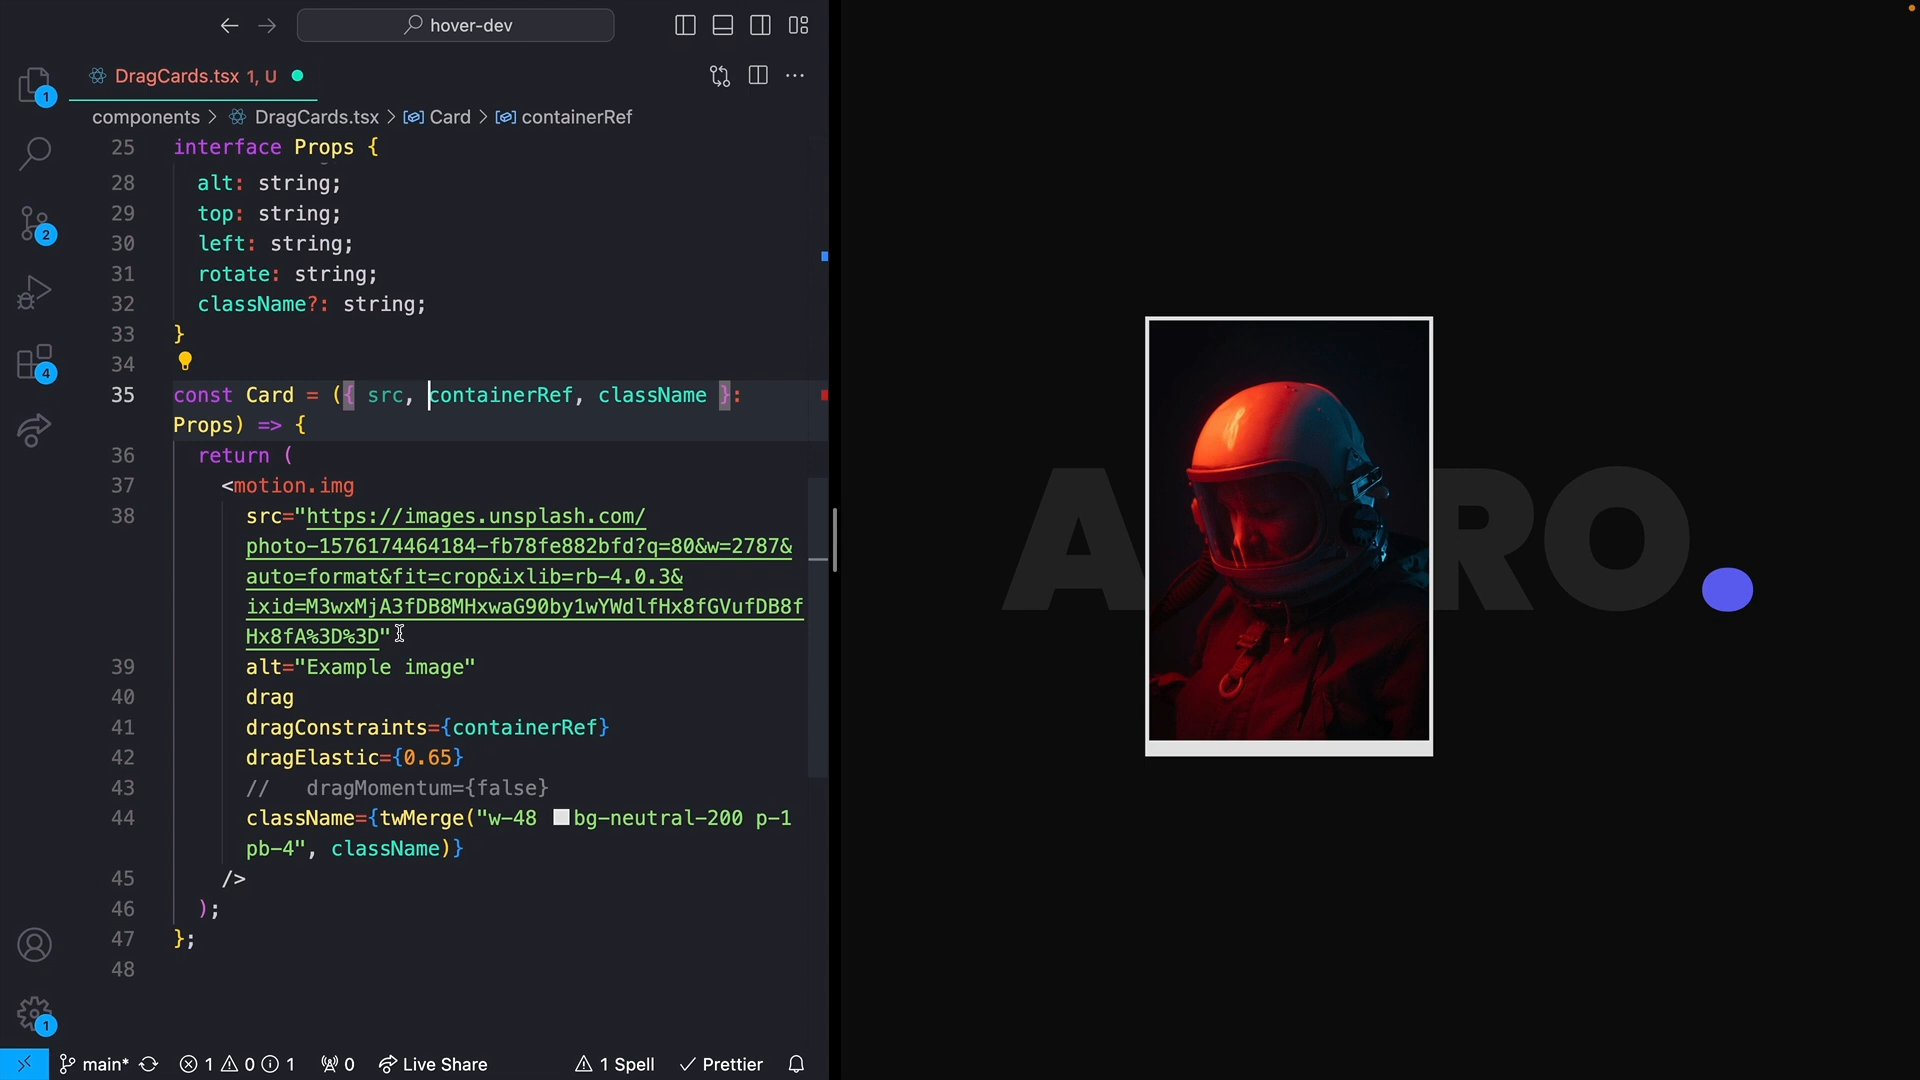 hover-dev
DragCards.tsx 1, U
components > DragCards.tsx > Card > containerRef
25 interface Props {
28 alt: string;
29 top: string;
30 left: string;
31 rotate: string;
32 className?: string;
33 }
34
35 const Card = ({ src, containerRef, className }:
Props) => {
36 return (
37 <motion.img
38 src="https://images.unsplash.com/
photo-1576174464184-fb78fe882bfd?q=80&w=2787&
auto=format&fit=crop&ixlib=rb-4.0.3&
ixid=M3wxMjA3fDB8MHxwaG90by1wYWdlfHx8fGVufDB8f
Hx8fA%3D%3D"
39 alt="Example image"
40 drag
41 dragConstraints={containerRef}
42 dragElastic={0.65}
43 // dragMomentum={false}
44 className={twMerge("w-48 bg-neutral-200 p-1
pb-4", className)}
45 />
46 );
47 };
48
1
2
4
1
main* 1 0 1 0 Live Share 1 Spell Prettier
A RO.